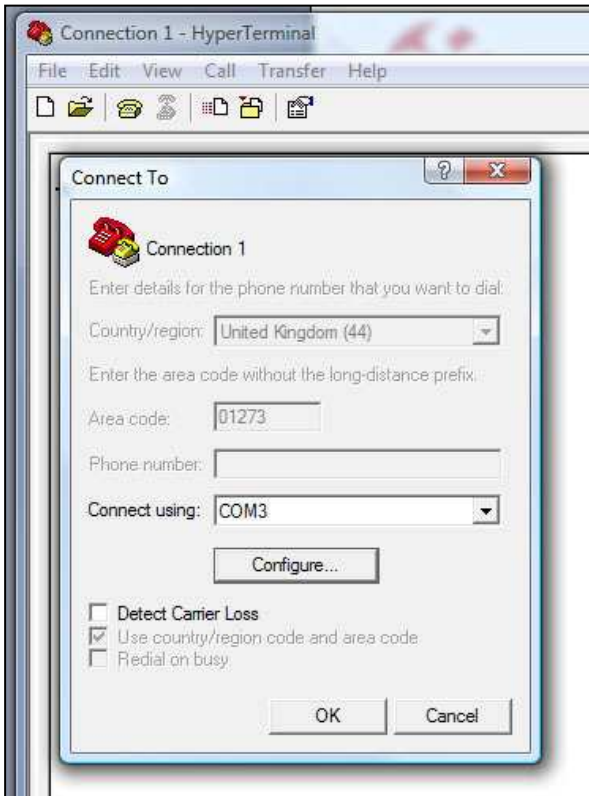 Connection 1 - HyperTerminal
File Edit View Call Transfer Help
Connect To
Connection 1
Enter details for the phone number that you want to dial:
Country/region: United Kingdom (44)
Enter the area code without the long-distance prefix.
Area code: 01273
Phone number:
Connect using: COM3
Configure...
Detect Carrier Loss
Use country/region code and area code
Redial on busy
OK Cancel